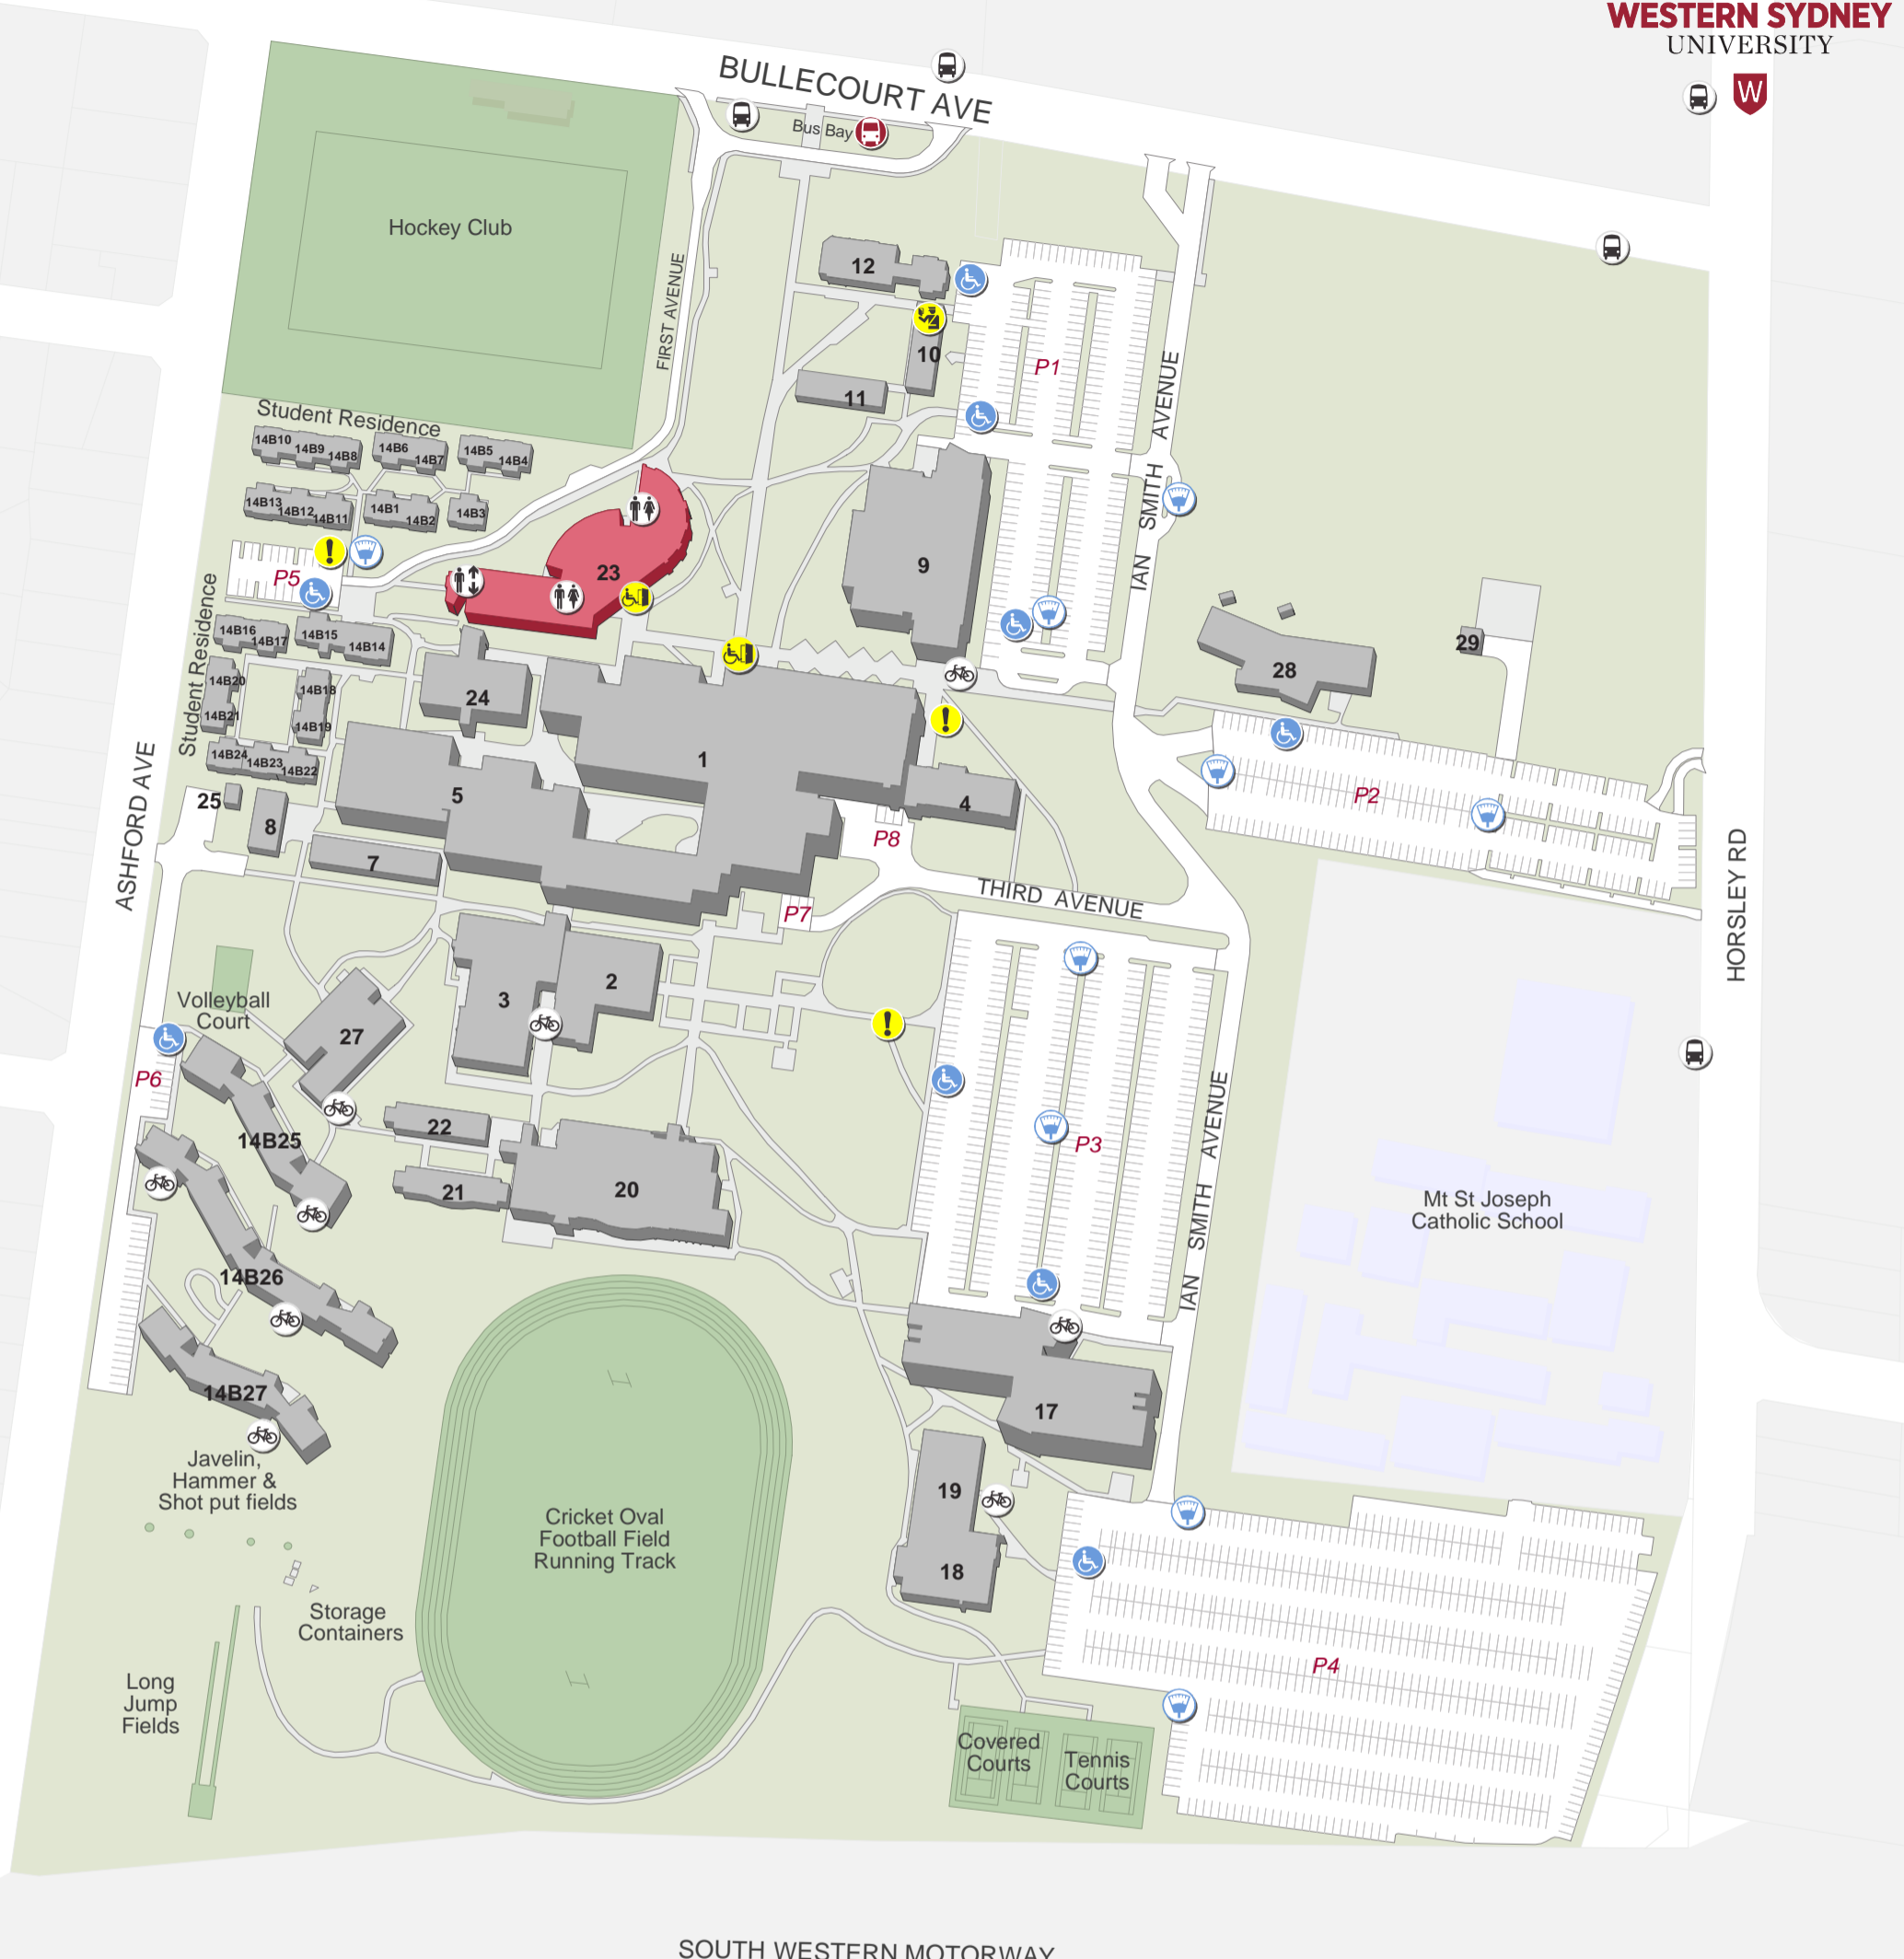 WESTERN SYDNEY
UNIVERSITY
W
BULLECOURT AVE
Bus Bay
Hockey Club
FIRST AVENUE
12
10
P1
11
IAN SMITH AVENUE
Student Residence
14B10
14B9
14B8
14B6
14B7
14B5
14B4
14B13
14B12
14B11
14B1
14B2
14B3
23
9
P5
Student Residence
14B16
14B17
14B15
14B14
14B20
14B21
14B18
14B19
14B24
14B23
14B22
24
28
29
1
5
4
P2
25
8
7
P8
P7
THIRD AVENUE
ASHFORD AVE
HORSLEY RD
Volleyball
Court
27
3
2
P6
14B25
22
21
20
P3
IAN SMITH AVENUE
Mt St Joseph
Catholic School
14B26
14B27
17
Javelin,
Hammer &
Shot put fields
19
18
Cricket Oval
Football Field
Running Track
Storage
Containers
P4
Long
Jump
Fields
Covered
Courts
Tennis
Courts
SOUTH WESTERN MOTORWAY